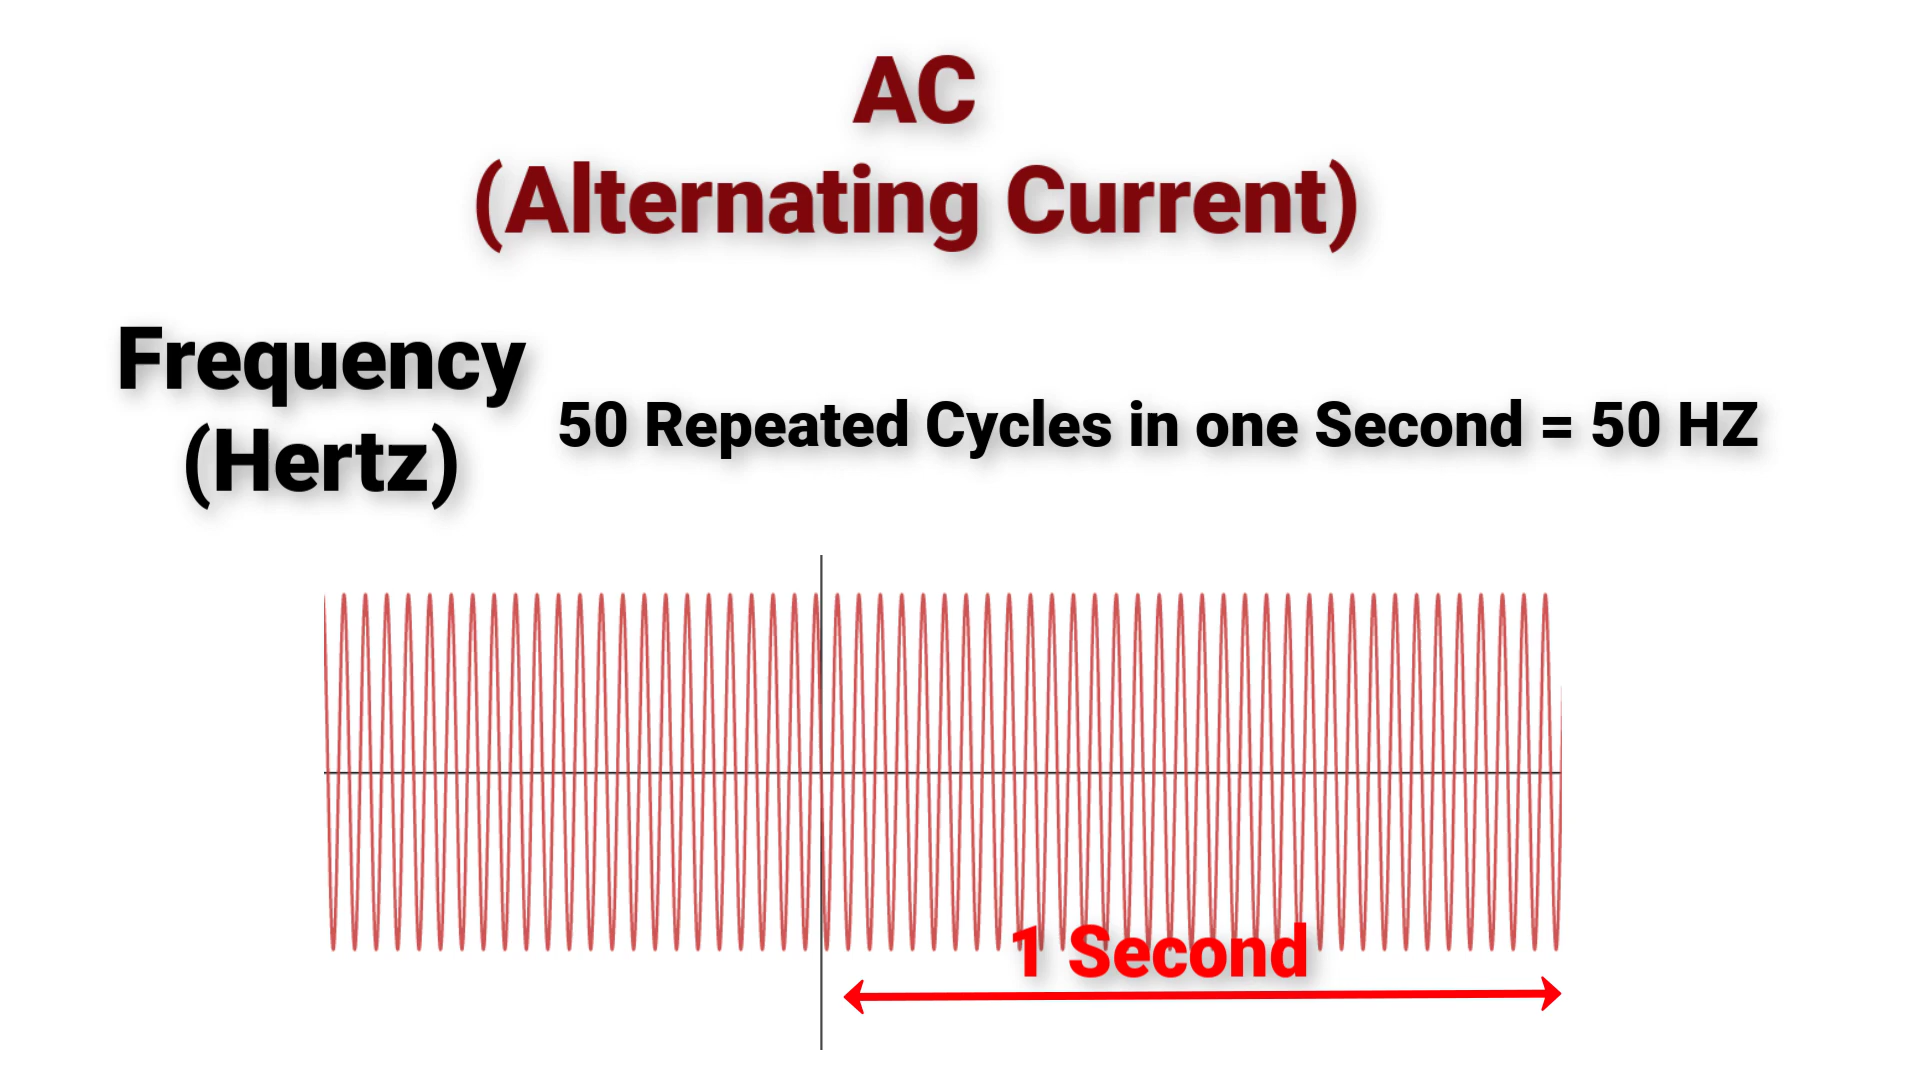 AC
(Alternating Current)
Frequency
(Hertz)
50 Repeated Cycles in one Second = 50 HZ
1 Second